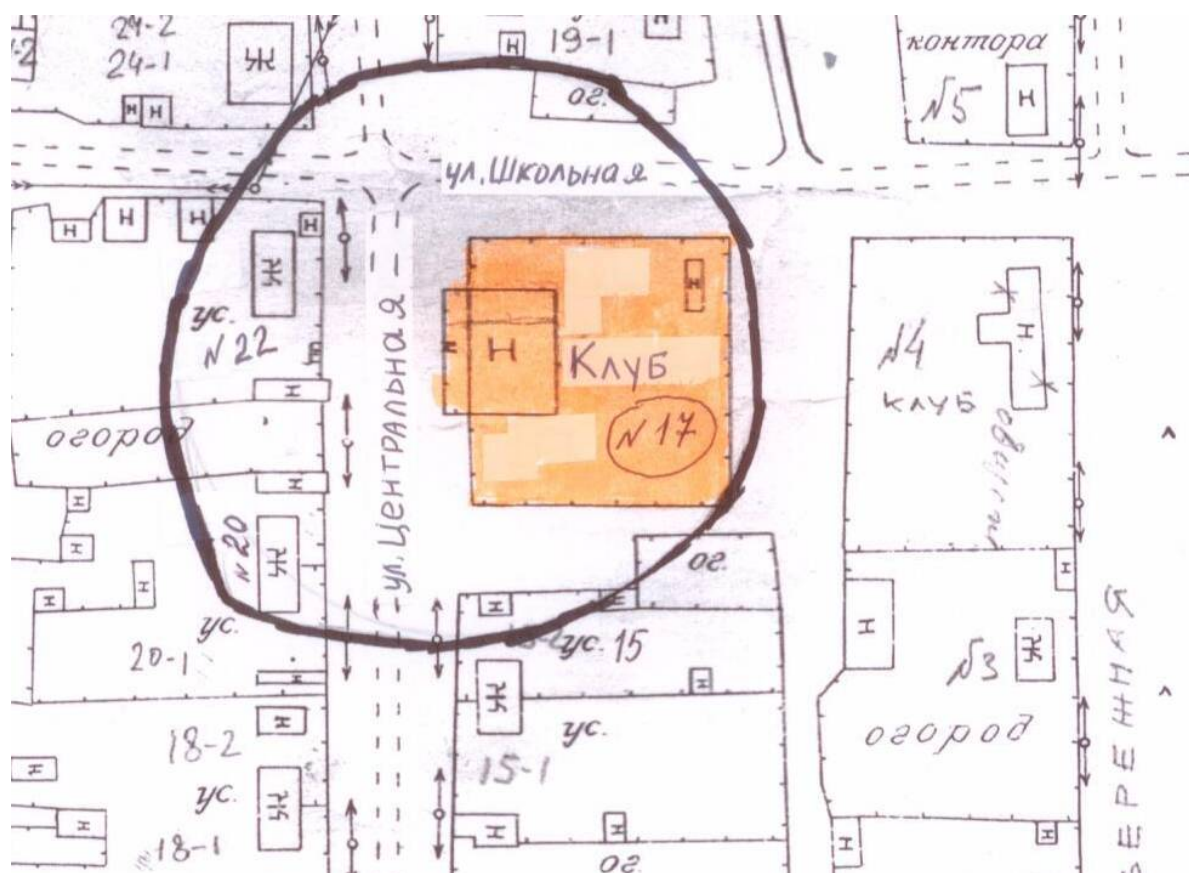 24-2
24-1
Ж
Н
19-1
Н
ог.
контора
№5
Н
Н
Н
ул. Школьная
Н
Н
Н
Н
Ж
ус.
№22
Н
огород
Н
ул. Центральная
Н
Н
Клуб
№17
Н
№4
клуб
Н
Н
Н
Н
Н
№20
Ж
ус.
20-1
Н
ог.
Н
Н
ус. 15
Ж
Н
ус.
15-1
Н
Н
№3
Ж
огород
БЕРЕЖНАЯ
18-2
Н
Н
ус.
Ж
18-1
Н
Н
Н
ог.
Н
Н